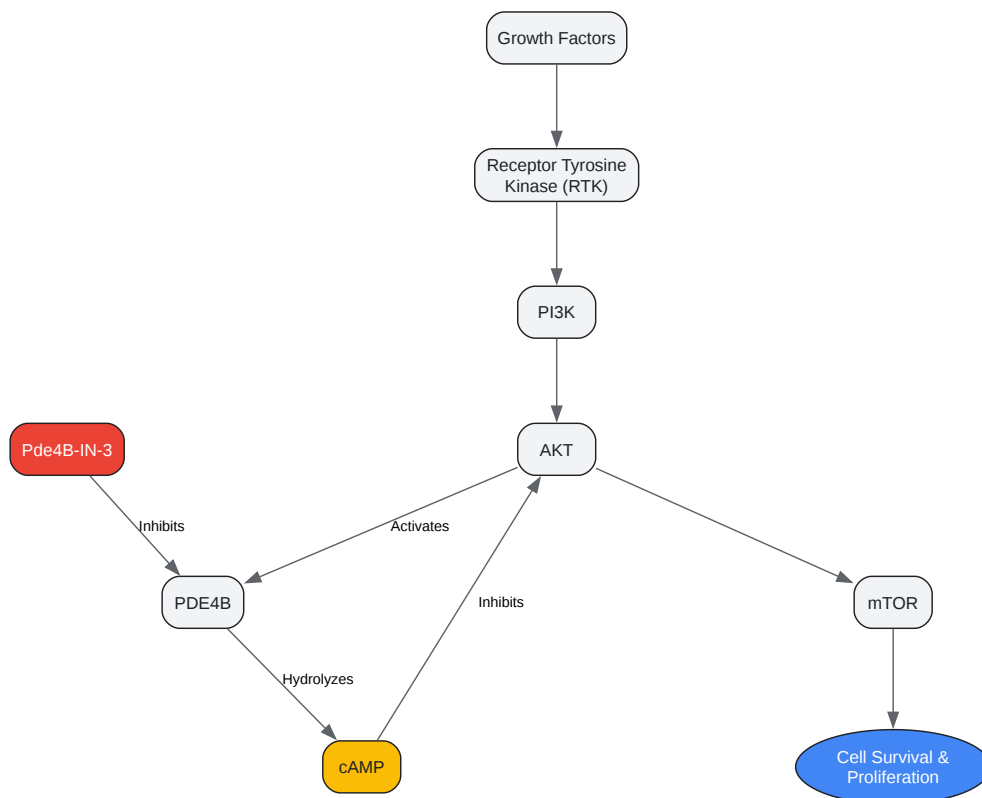 Growth Factors
Receptor Tyrosine
Kinase (RTK)
PI3K
Pde4B-IN-3
AKT
Inhibits
Activates
PDE4B
Inhibits
mTOR
Hydrolyzes
cAMP
Cell Survival &
Proliferation